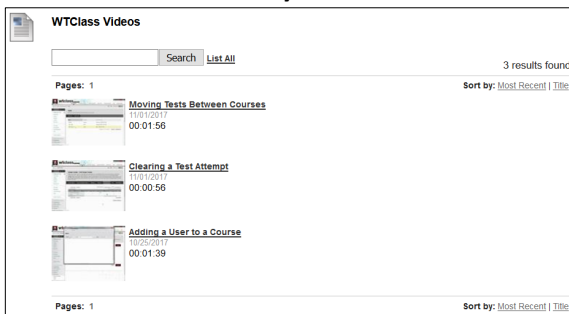 WTClass Videos
Search List All
3 results found
Pages: 1 Sort by: Most Recent | Title
Moving Tests Between Courses
11/01/2017
00:01:56
Clearing a Test Attempt
11/01/2017
00:00:56
Adding a User to a Course
10/25/2017
00:01:39
Pages: 1 Sort by: Most Recent | Title